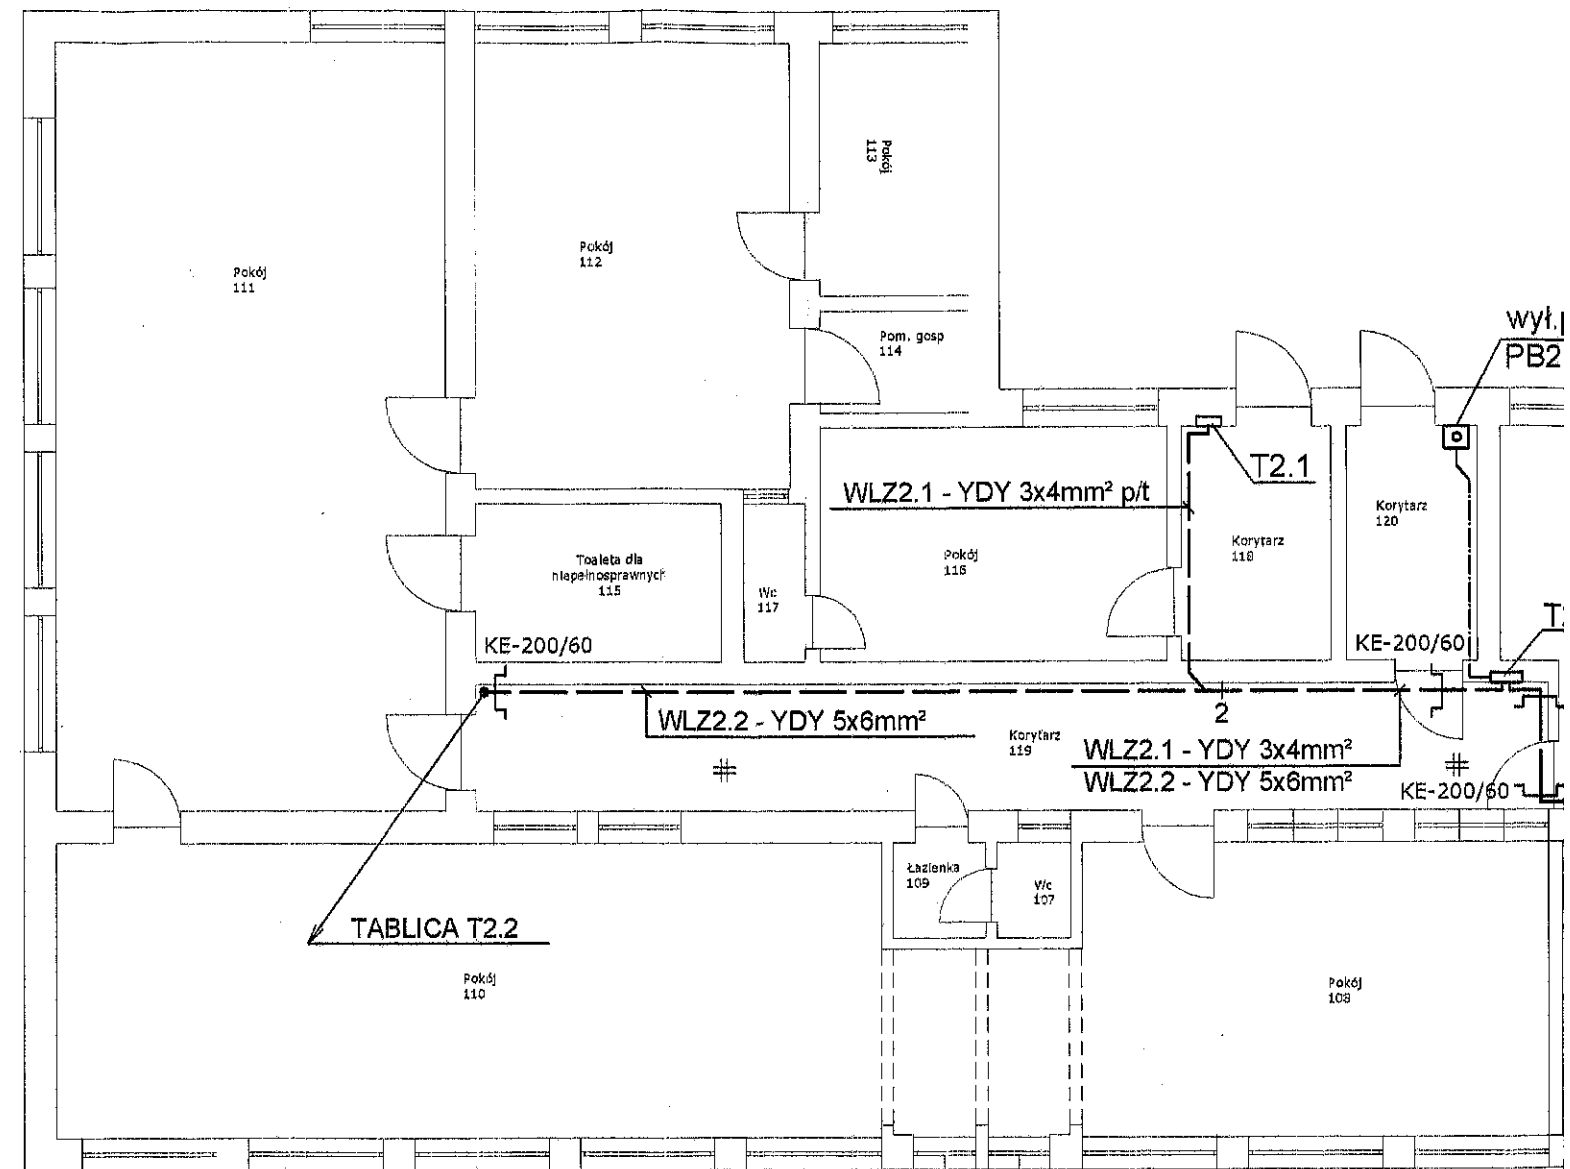 Pokój
113
Pokój
112
Pokój
111
Pom. gosp
114
wył.
PB2
T2.1
WLZ2.1 - YDY 3x4mm² p/t
Korytarz
120
Korytarz
118
Pokój
116
Toaleta dla
niepełnosprawnych
115
Wc
117
KE-200/60
KE-200/60
WLZ2.2 - YDY 5x6mm²
2
Korytarz
119
WLZ2.1 - YDY 3x4mm²
WLZ2.2 - YDY 5x6mm²
KE-200/60
Łazienka
109
Wc
107
TABLICA T2.2
Pokój
110
Pokój
108